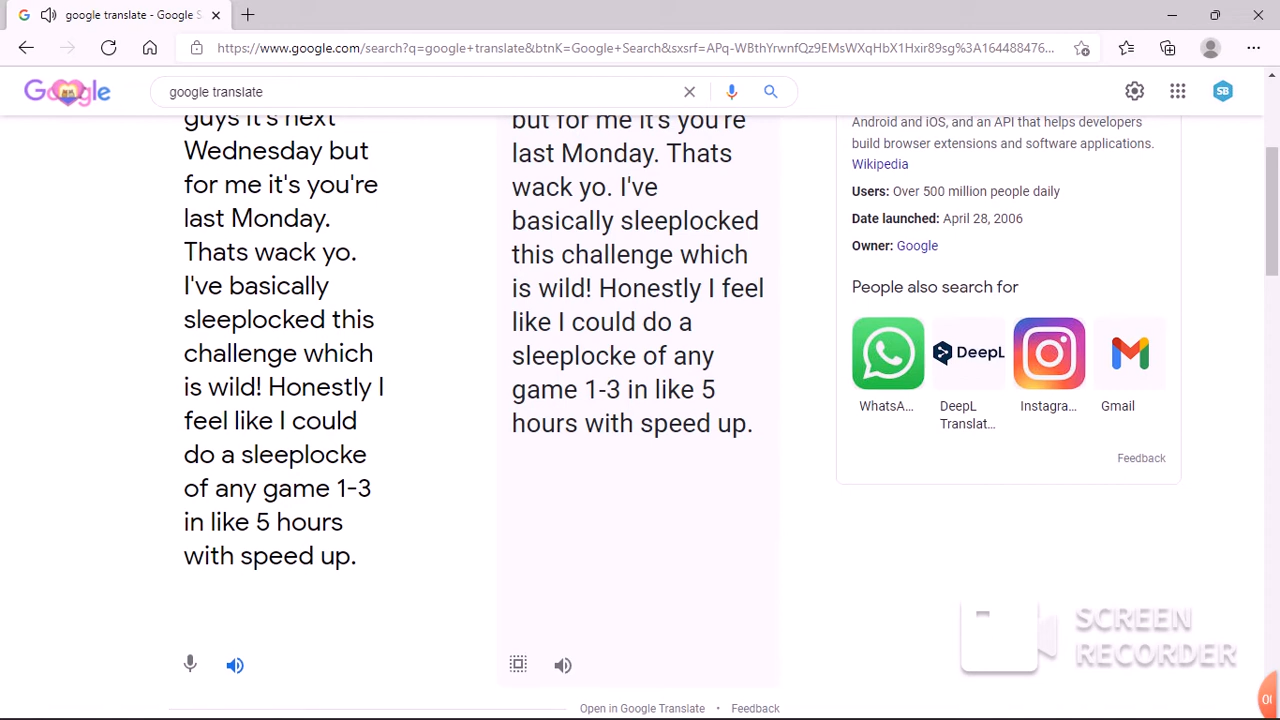 google translate - Google S
https://www.google.com/search?q=google+translate&btnK=Google+Search&sxsrf=APq-WBthYrwnfQz9EMsWXqHbX1Hxir89sg%3A164488476...
Google
google translate
SB
guys it's next
Wednesday but
for me it's you're
last Monday.
Thats wack yo.
I've basically
sleeplocked this
challenge which
is wild! Honestly I
feel like I could
do a sleeplocke
of any game 1-3
in like 5 hours
with speed up.
but for me it's you're
last Monday. Thats
wack yo. I've
basically sleeplocked
this challenge which
is wild! Honestly I feel
like I could do a
sleeplocke of any
game 1-3 in like 5
hours with speed up.
Open in Google Translate • Feedback
Android and iOS, and an API that helps developers
build browser extensions and software applications.
Wikipedia
Users: Over 500 million people daily
Date launched: April 28, 2006
Owner: Google
People also search for
DeepL
WhatsA...
DeepL
Translat...
Instagra...
Gmail
Feedback
SCREEN
RECORDER